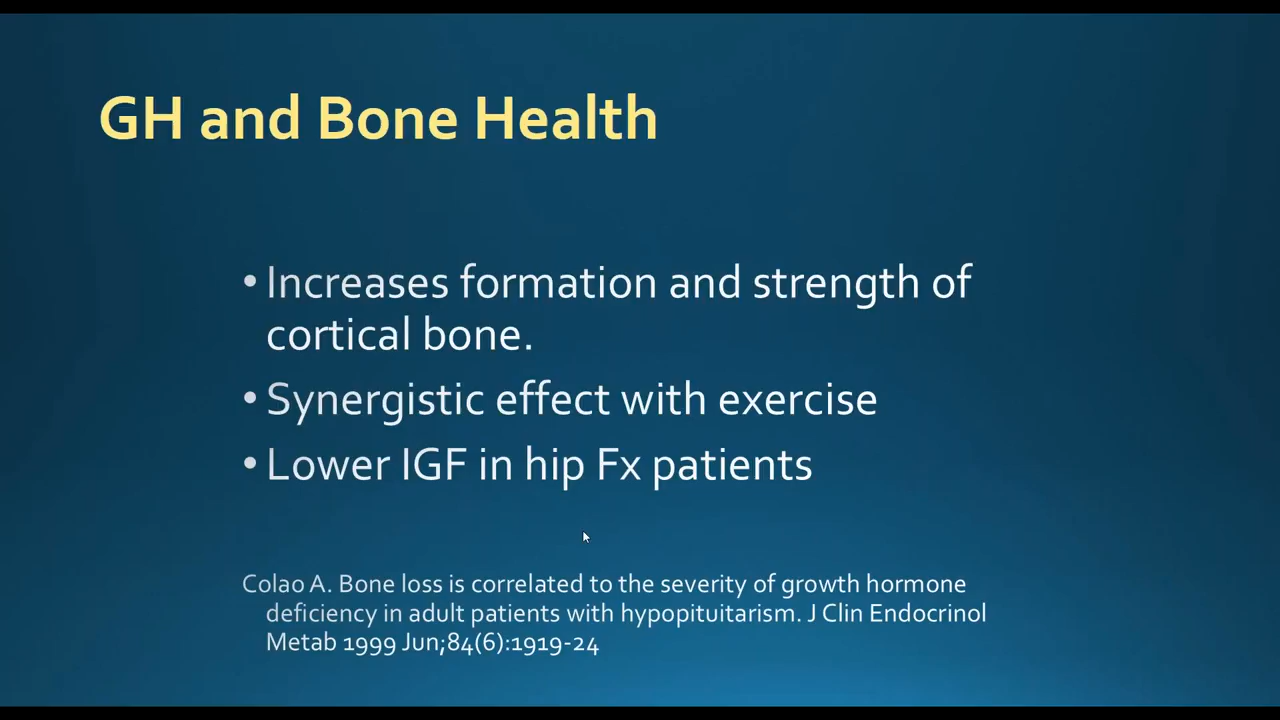 GH and Bone Health
• Increases formation and strength of
cortical bone.
• Synergistic effect with exercise
• Lower IGF in hip Fx patients
Colao A. Bone loss is correlated to the severity of growth hormone
deficiency in adult patients with hypopituitarism. J Clin Endocrinol
Metab 1999 Jun;84(6):1919-24